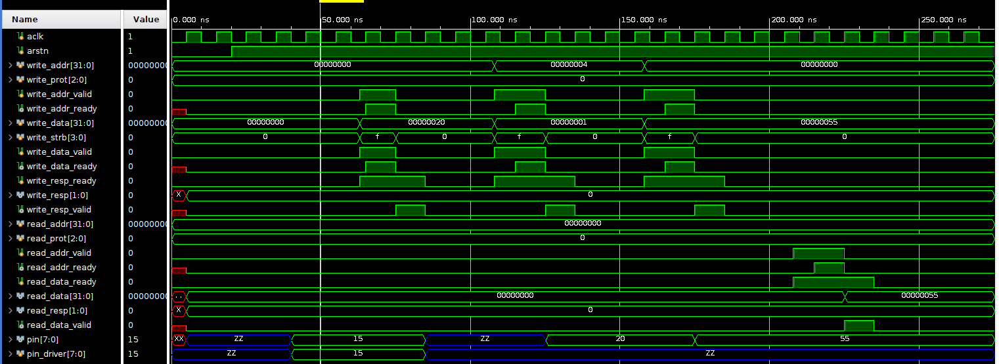 Name Value 0.000 ns 50.000 ns 100.000 ns 150.000 ns 200.000 ns 250.000 ns
aclk 1
arstn 1
write_addr[31:0] 00000000 00000000 00000004 00000000
write_prot[2:0] 0 0
write_addr_valid 0
write_addr_ready 0
write_data[31:0] 00000000 00000000 00000020 00000001 00000055
write_strb[3:0] 0 0 f 0 f 0 f 0
write_data_valid 0
write_data_ready 0
write_resp_ready 0
write_resp[1:0] 0 X 0
write_resp_valid 0
read_addr[31:0] 00000000 00000000
read_prot[2:0] 0 0
read_addr_valid 0
read_addr_ready 0
read_data_ready 0
read_data[31:0] 00000000 .. 00000000 00000055
read_resp[1:0] 0 X 0
read_data_valid 0
pin[7:0] 15 XX ZZ 15 ZZ 20 55
pin_driver[7:0] 15 ZZ 15 ZZ